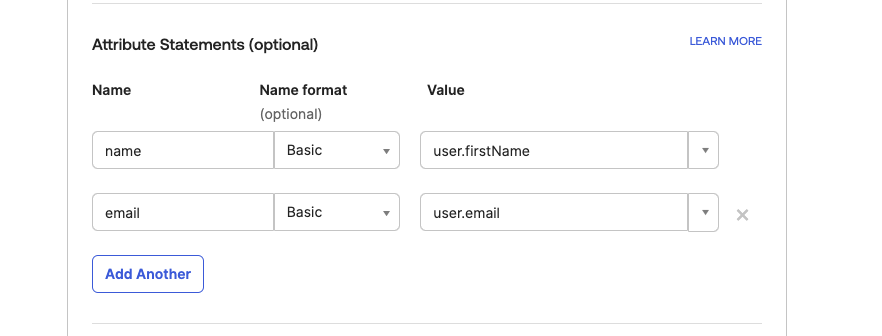 Attribute Statements (optional) LEARN MORE
Name Name format Value
(optional)
name Basic user.firstName
email Basic user.email
Add Another